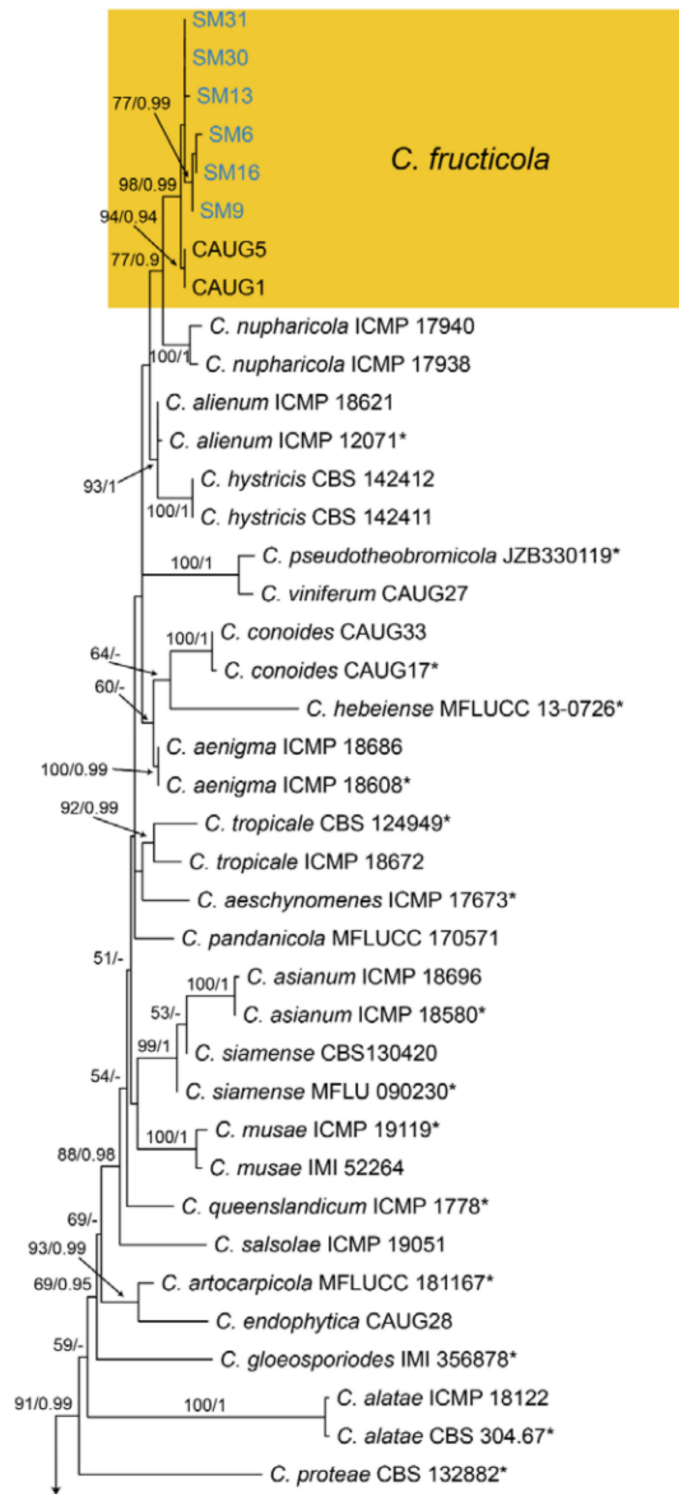 SM31
SM30
SM13
77/0.99
SM6
C. fructicola
SM16
98/0.99
SM9
94/0.94
CAUG5
77/0.9
CAUG1
C. nupharicola ICMP 17940
100/1
C. nupharicola ICMP 17938
C. alienum ICMP 18621
C. alienum ICMP 12071*
93/1
C. hystricis CBS 142412
100/1
C. hystricis CBS 142411
100/1
C. pseudotheobromicola JZB330119*
C. viniferum CAUG27
100/1
C. conoides CAUG33
64/-
C. conoides CAUG17*
60/-
C. hebeiense MFLUCC 13-0726*
C. aenigma ICMP 18686
100/0.99
C. aenigma ICMP 18608*
92/0.99
C. tropicale CBS 124949*
C. tropicale ICMP 18672
C. aeschynomenes ICMP 17673*
C. pandanicola MFLUCC 170571
51/-
100/1
C. asianum ICMP 18696
53/-
C. asianum ICMP 18580*
99/1
C. siamense CBS130420
54/-
C. siamense MFLU 090230*
100/1
C. musae ICMP 19119*
88/0.98
C. musae IMI 52264
C. queenslandicum ICMP 1778*
69/-
C. salsolae ICMP 19051
93/0.99
69/0.95
C. artocarpicola MFLUCC 181167*
C. endophytica CAUG28
59/-
C. gloeosporiodes IMI 356878*
91/0.99
100/1
C. alatae ICMP 18122
C. alatae CBS 304.67*
C. proteae CBS 132882*